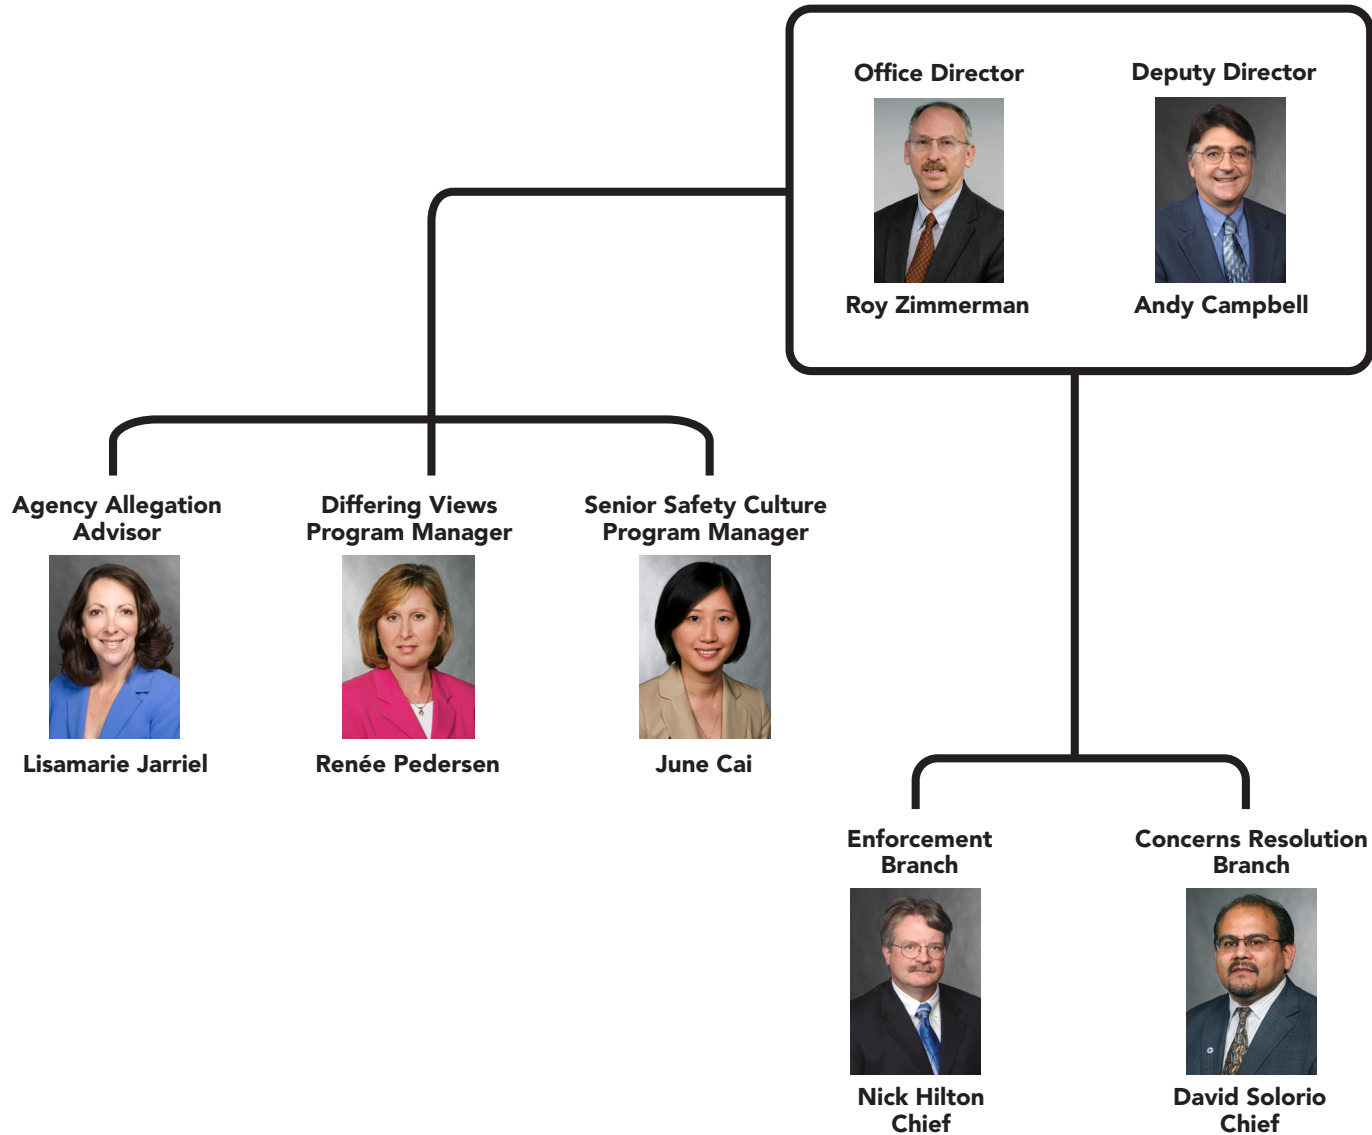 Office Director
Deputy Director
Roy Zimmerman
Andy Campbell
Agency Allegation
Advisor
Differing Views
Program Manager
Senior Safety Culture
Program Manager
Lisamarie Jarriel
Renée Pedersen
June Cai
Enforcement
Branch
Concerns Resolution
Branch
Nick Hilton
Chief
David Solorio
Chief